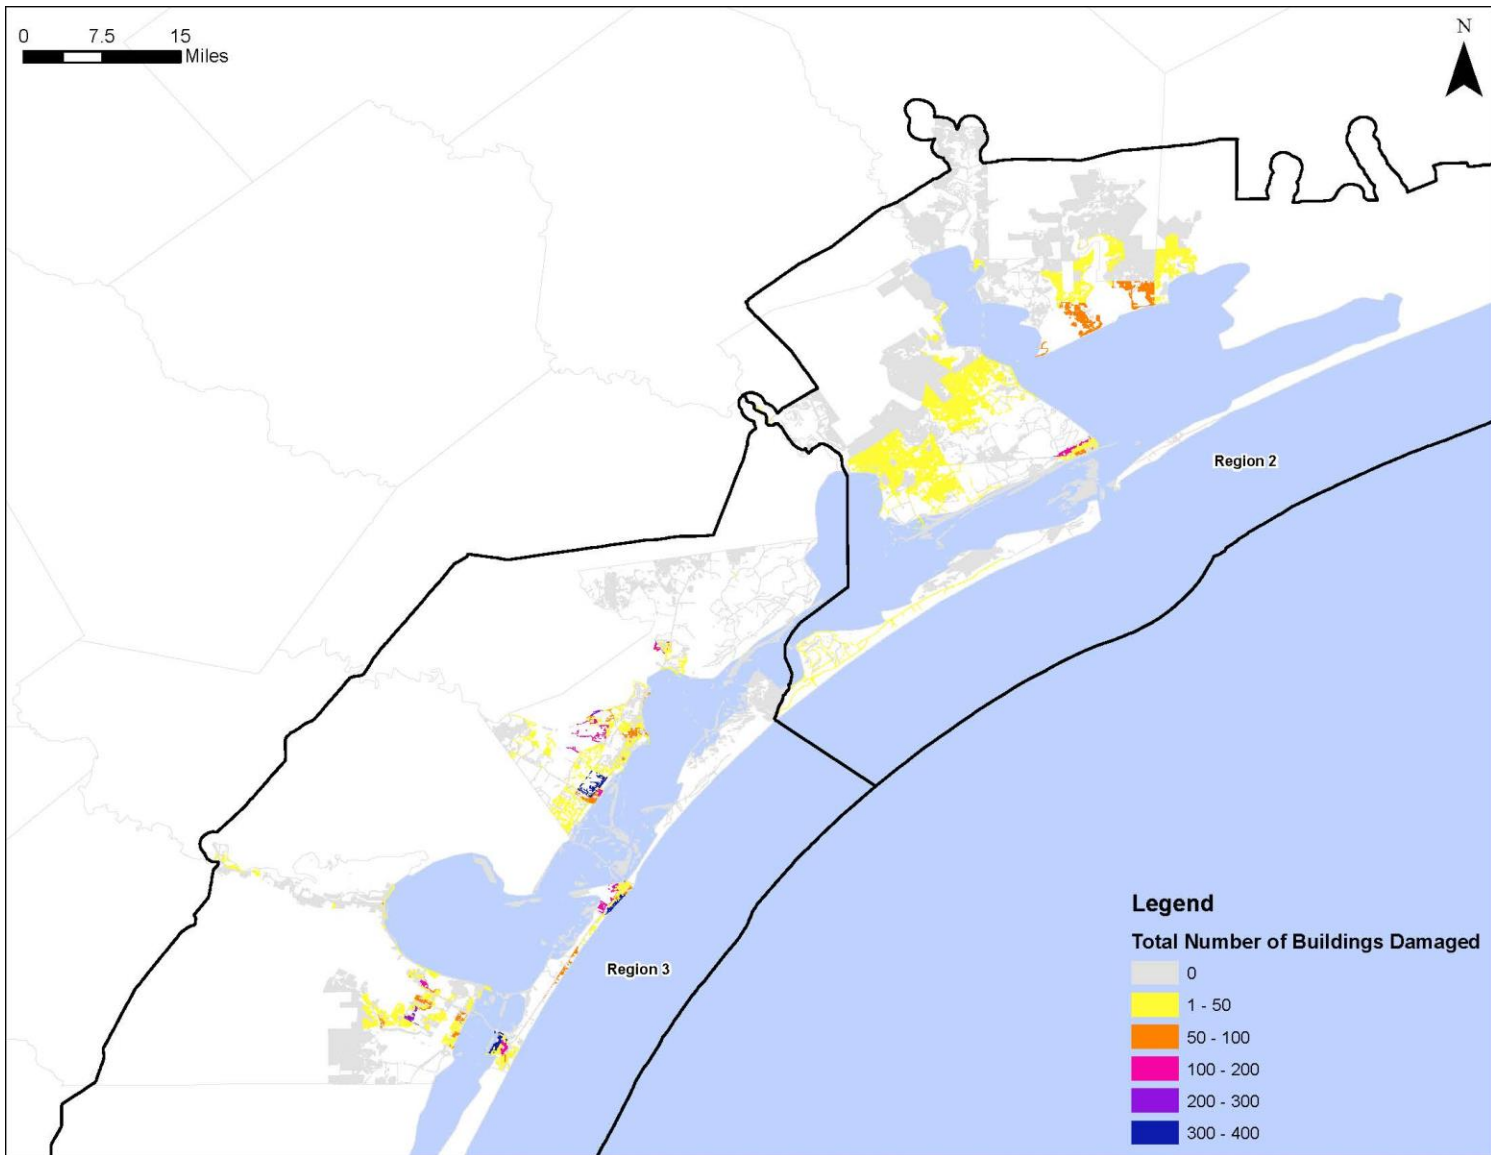 0 7.5 15
Miles
N
Region 2
Region 3
Legend
Total Number of Buildings Damaged
0
1 - 50
50 - 100
100 - 200
200 - 300
300 - 400